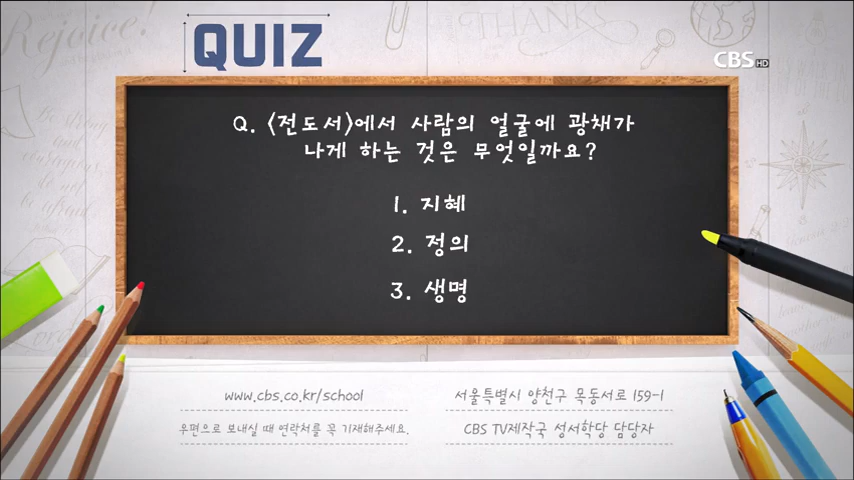 Rejoice!
THANKS
QUIZ
CBS HD
Q. <전도서>에서 사람의 얼굴에 광채가
나게 하는 것은 무엇일까요?
1. 지혜
2. 정의
3. 생명
www.cbs.co.kr/school
우편으로 보내실 때 연락처를 꼭 기재해주세요.
서울특별시 양천구 목동서로 159-1
CBS TV제작국 성서학당 담당자